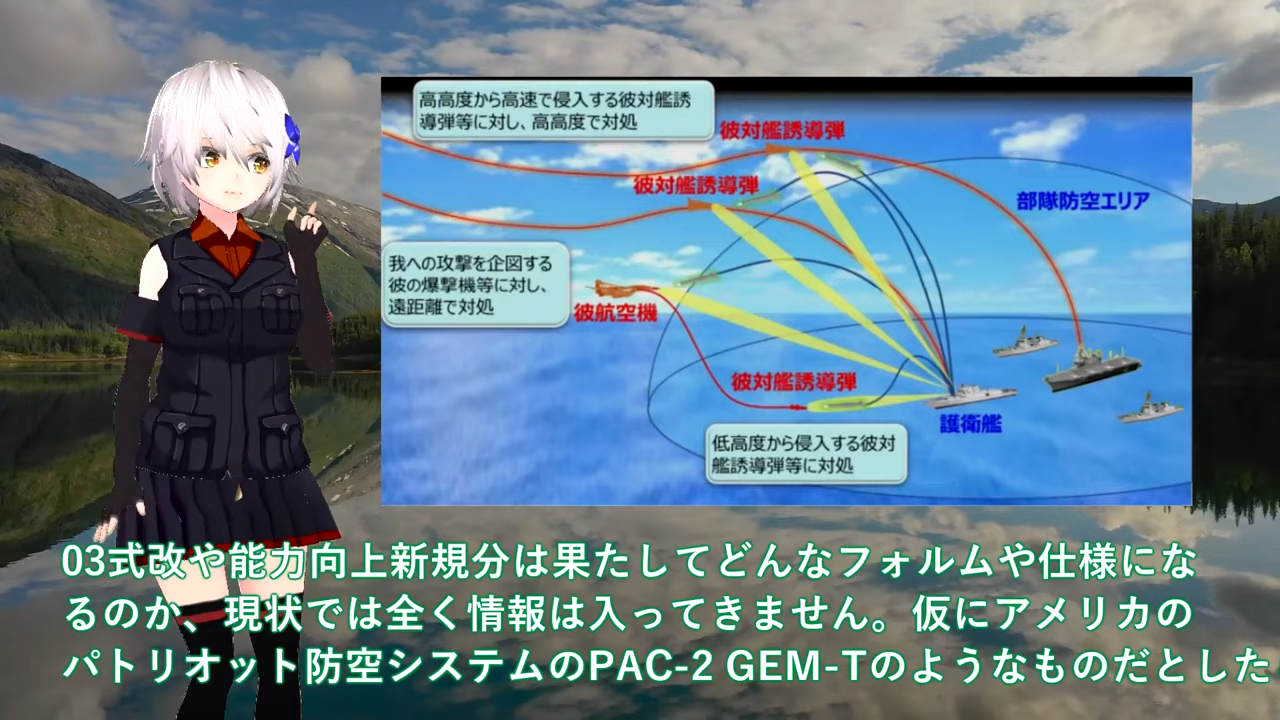 高高度から高速で侵入する彼対艦誘
導弾等に対し、高高度で対処
彼対艦誘導弾
彼対艦誘導弾
部隊防空エリア
我への攻撃を企図する
彼の爆撃機等に対し、
遠距離で対処
彼航空機
彼対艦誘導弾
護衛艦
低高度から侵入する彼対
艦誘導弾等に対処
03式改や能力向上新規分は果たしてどんなフォルムや仕様にな
るのか、現状では全く情報は入ってきません。仮にアメリカの
パトリオット防空システムのPAC-2 GEM-Tのようなものだとした